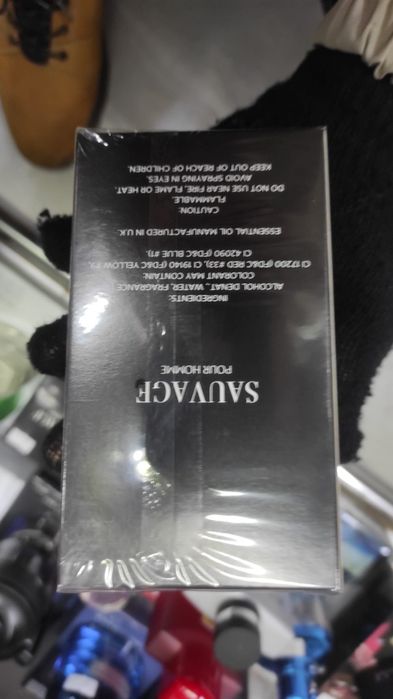 SAUVAGE
POUR HOMME
INGREDIENTS:
ALCOHOL DENAT., WATER, FRAGRANCE
COLORANT MAY CONTAIN:
CI 17200 (FD&C RED #33), CI 19140 (FD&C YELLOW
CI 42090 (FD&C BLUE #1).
ESSENTIAL OIL MANUFACTURED IN U.K.
CAUTION:
FLAMMABLE.
DO NOT USE NEAR FIRE, FLAME OR HEAT.
AVOID SPRAYING IN EYES.
KEEP OUT OF REACH OF CHILDREN.